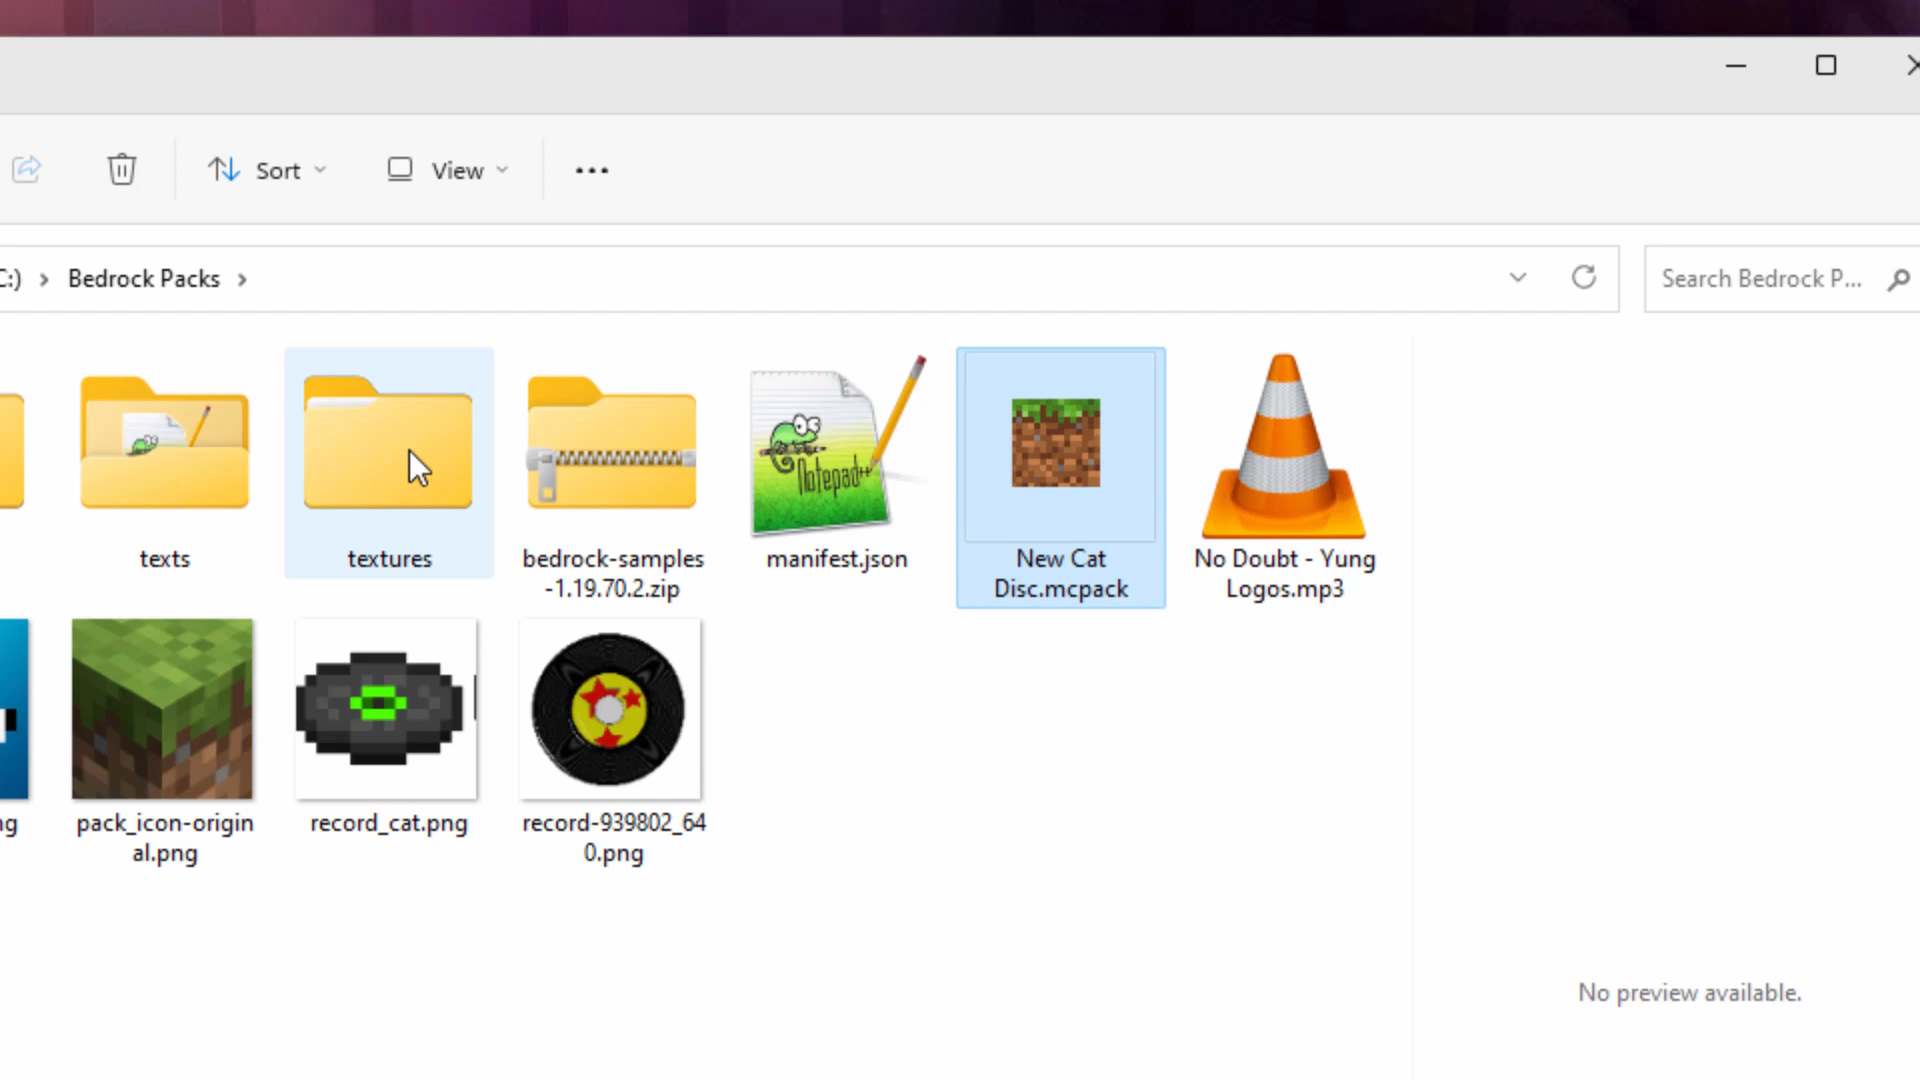 Sort
View
C:)
Bedrock Packs
Search Bedrock P...
texts
textures
bedrock-samples
-1.19.70.2.zip
Notepad++
manifest.json
New Cat
Disc.mcpack
No Doubt - Yung
Logos.mp3
ng
pack_icon-origin
al.png
record_cat.png
record-939802_64
0.png
No preview available.